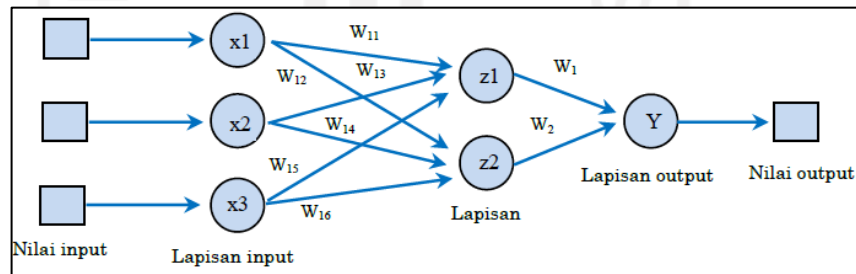 x1
x2
x3
W₁₁
W₁₂
W₁₃
W₁₄
W₁₅
W₁₆
z1
z2
W₁
W₂
Y
Nilai input
Lapisan input
Lapisan
Lapisan output
Nilai output